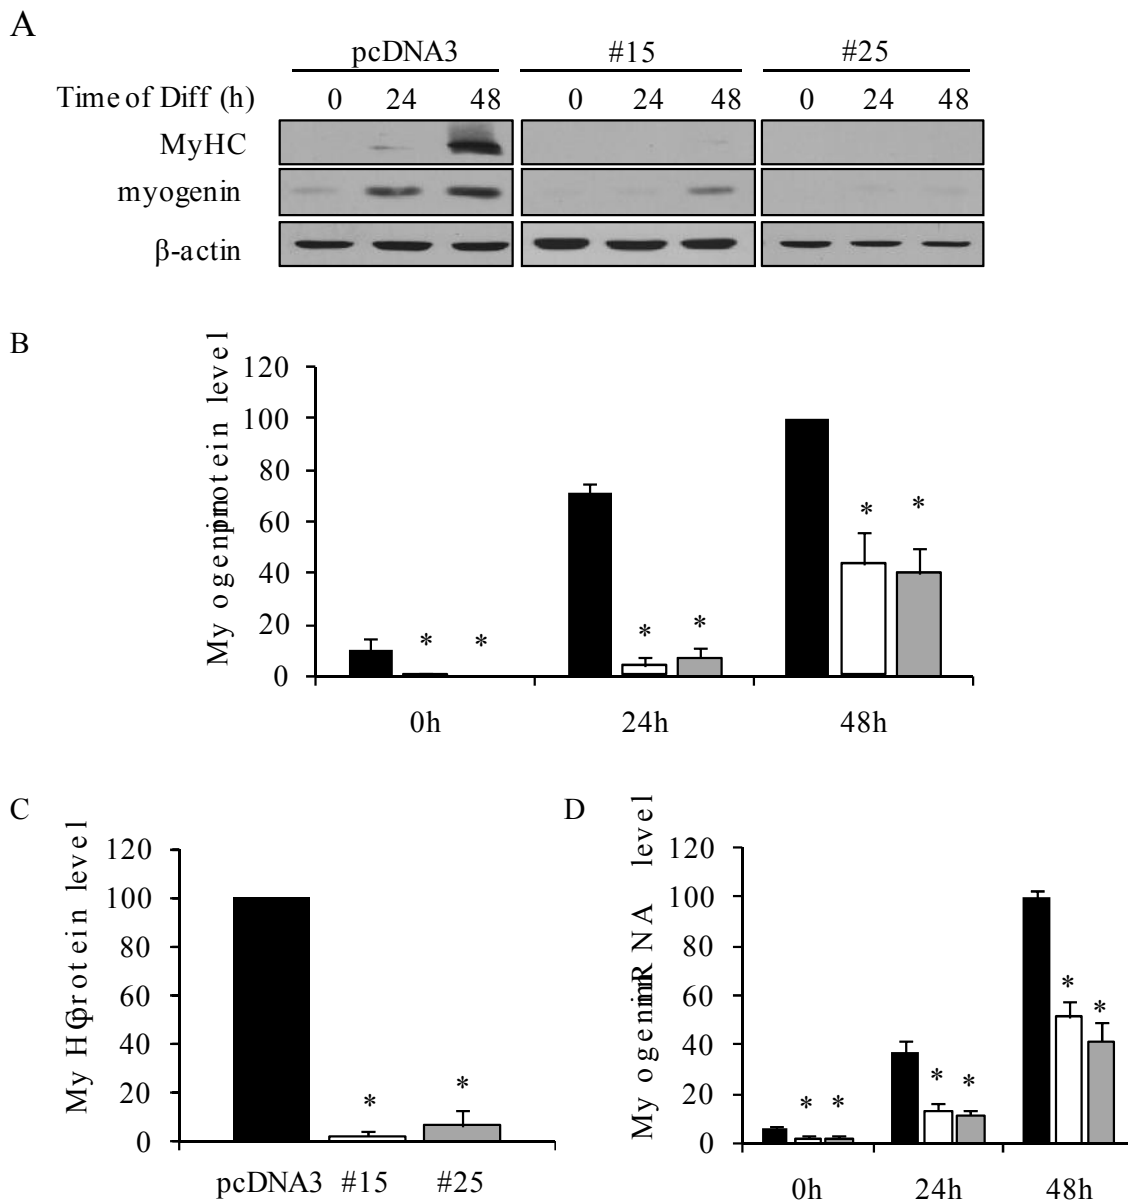 A
pcDNA3 #15 #25
Time of Diff (h) 0 24 48 0 24 48 0 24 48
MyHC
myogenin
β-actin
B
Myogenin protein level
120
100
80
60
40
20
0
* * * * * *
0h 24h 48h
C
MyHC protein level
120
100
80
60
40
20
0
* *
pcDNA3 #15 #25
D
Myogenin mRNA level
120
100
80
60
40
20
0
* * * * * *
0h 24h 48h